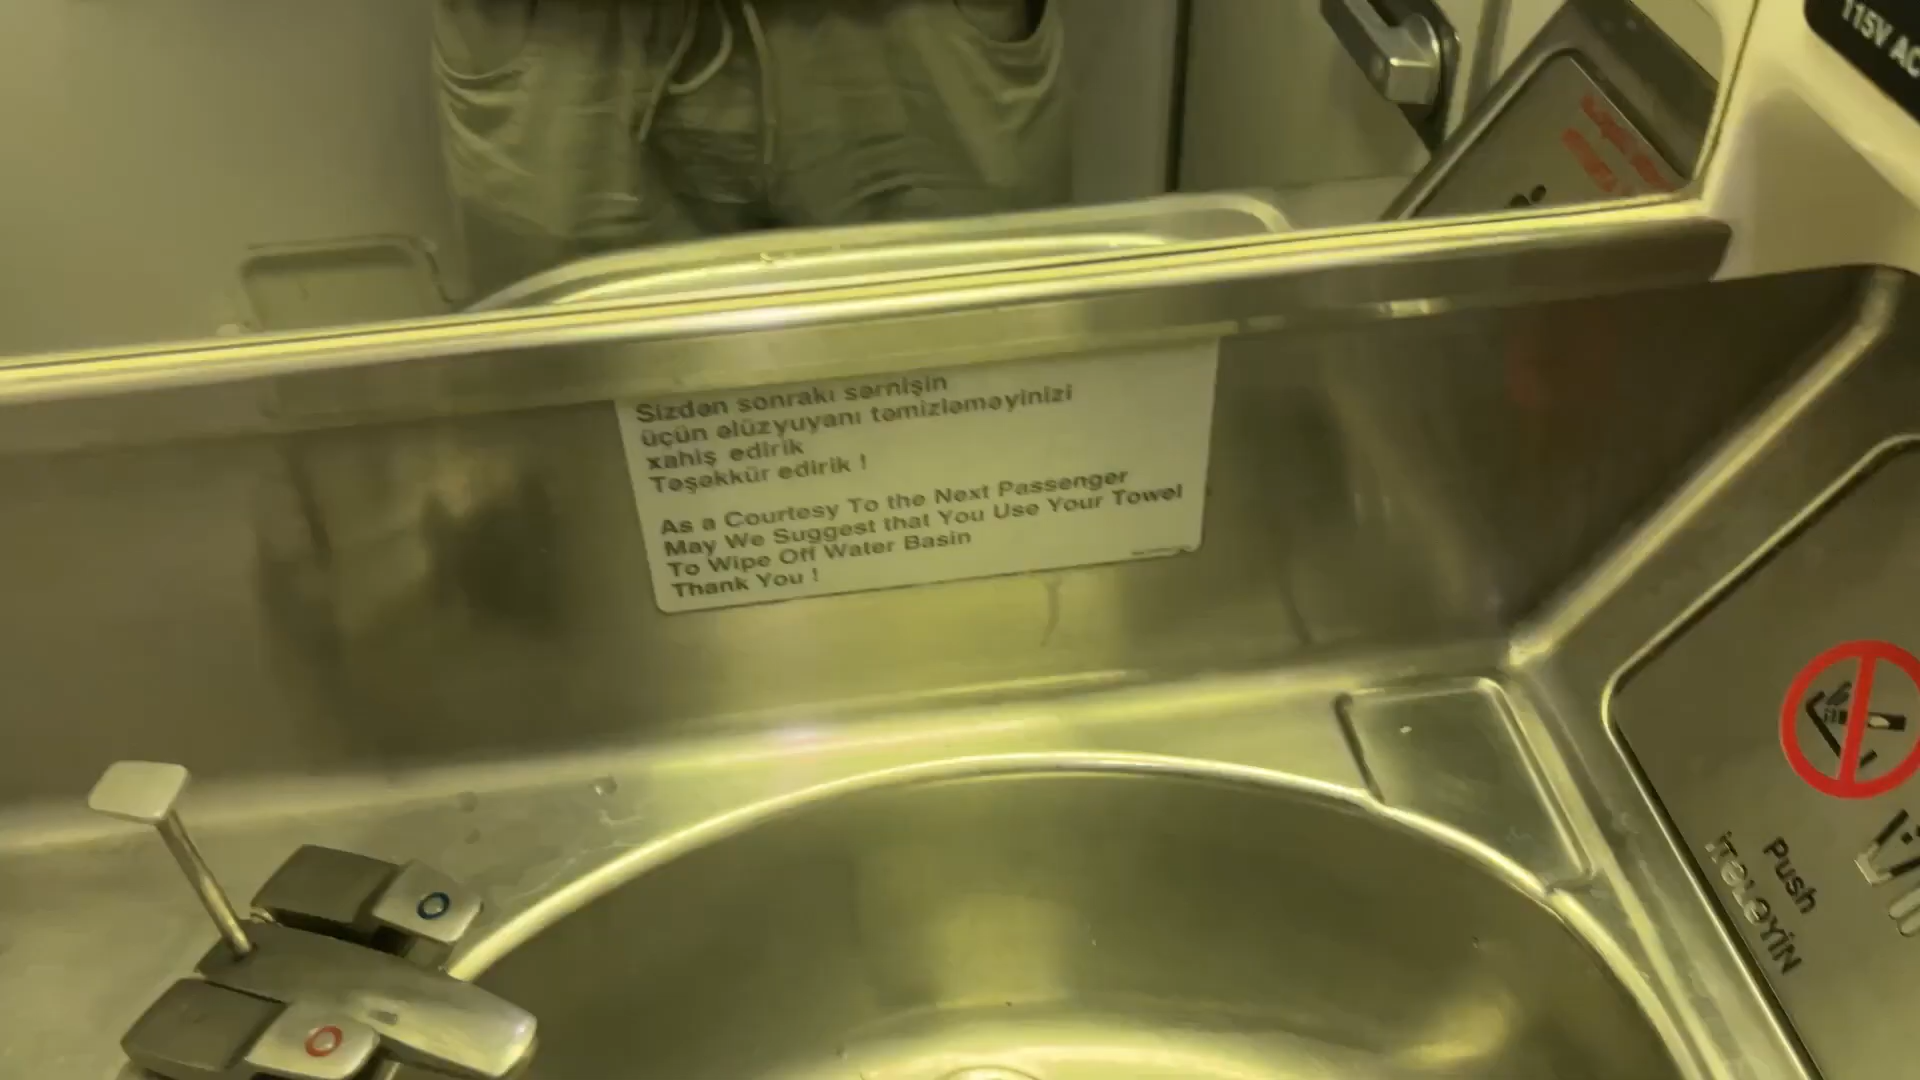 115V AC
Sizdən sonrakı sərnişin
üçün əlüzyuyanı təmizləməyinizi
xahiş edirik
Təşəkkür edirik !
As a Courtesy To the Next Passenger
May We Suggest that You Use Your Towel
To Wipe Off Water Basin
Thank You !
Push
İTƏLƏYİN